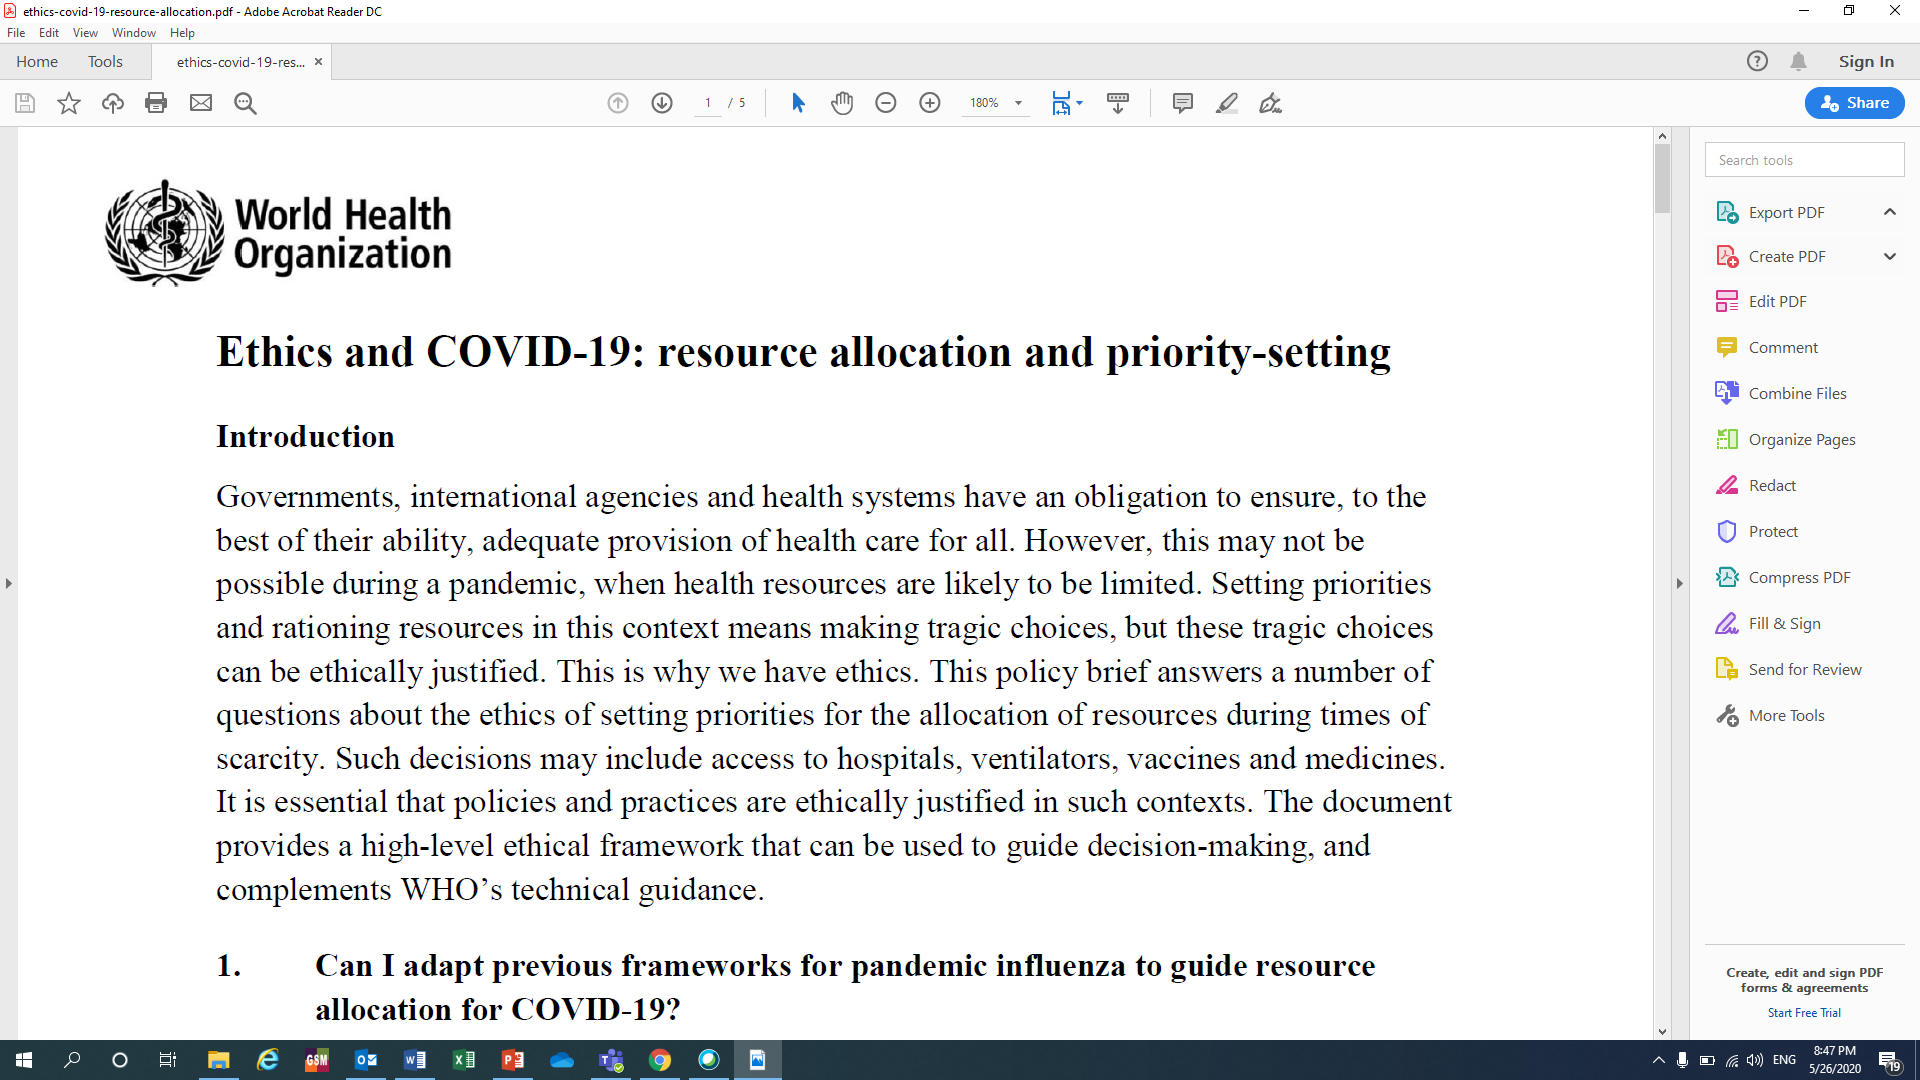 ethics-covid-19-resource-allocation.pdf - Adobe Acrobat Reader DC
File Edit View Window Help
Home Tools ethics-covid-19-res... × Sign In
1 / 5 180% Share
World Health
Organization
Ethics and COVID-19: resource allocation and priority-setting
Introduction
Governments, international agencies and health systems have an obligation to ensure, to the
best of their ability, adequate provision of health care for all. However, this may not be
possible during a pandemic, when health resources are likely to be limited. Setting priorities
and rationing resources in this context means making tragic choices, but these tragic choices
can be ethically justified. This is why we have ethics. This policy brief answers a number of
questions about the ethics of setting priorities for the allocation of resources during times of
scarcity. Such decisions may include access to hospitals, ventilators, vaccines and medicines.
It is essential that policies and practices are ethically justified in such contexts. The document
provides a high-level ethical framework that can be used to guide decision-making, and
complements WHO’s technical guidance.
1. Can I adapt previous frameworks for pandemic influenza to guide resource
allocation for COVID-19?
Search tools
Export PDF
Create PDF
Edit PDF
Comment
Combine Files
Organize Pages
Redact
Protect
Compress PDF
Fill & Sign
Send for Review
More Tools
Create, edit and sign PDF
forms & agreements
Start Free Trial
GSM
ENG
8:47 PM
5/26/2020
19